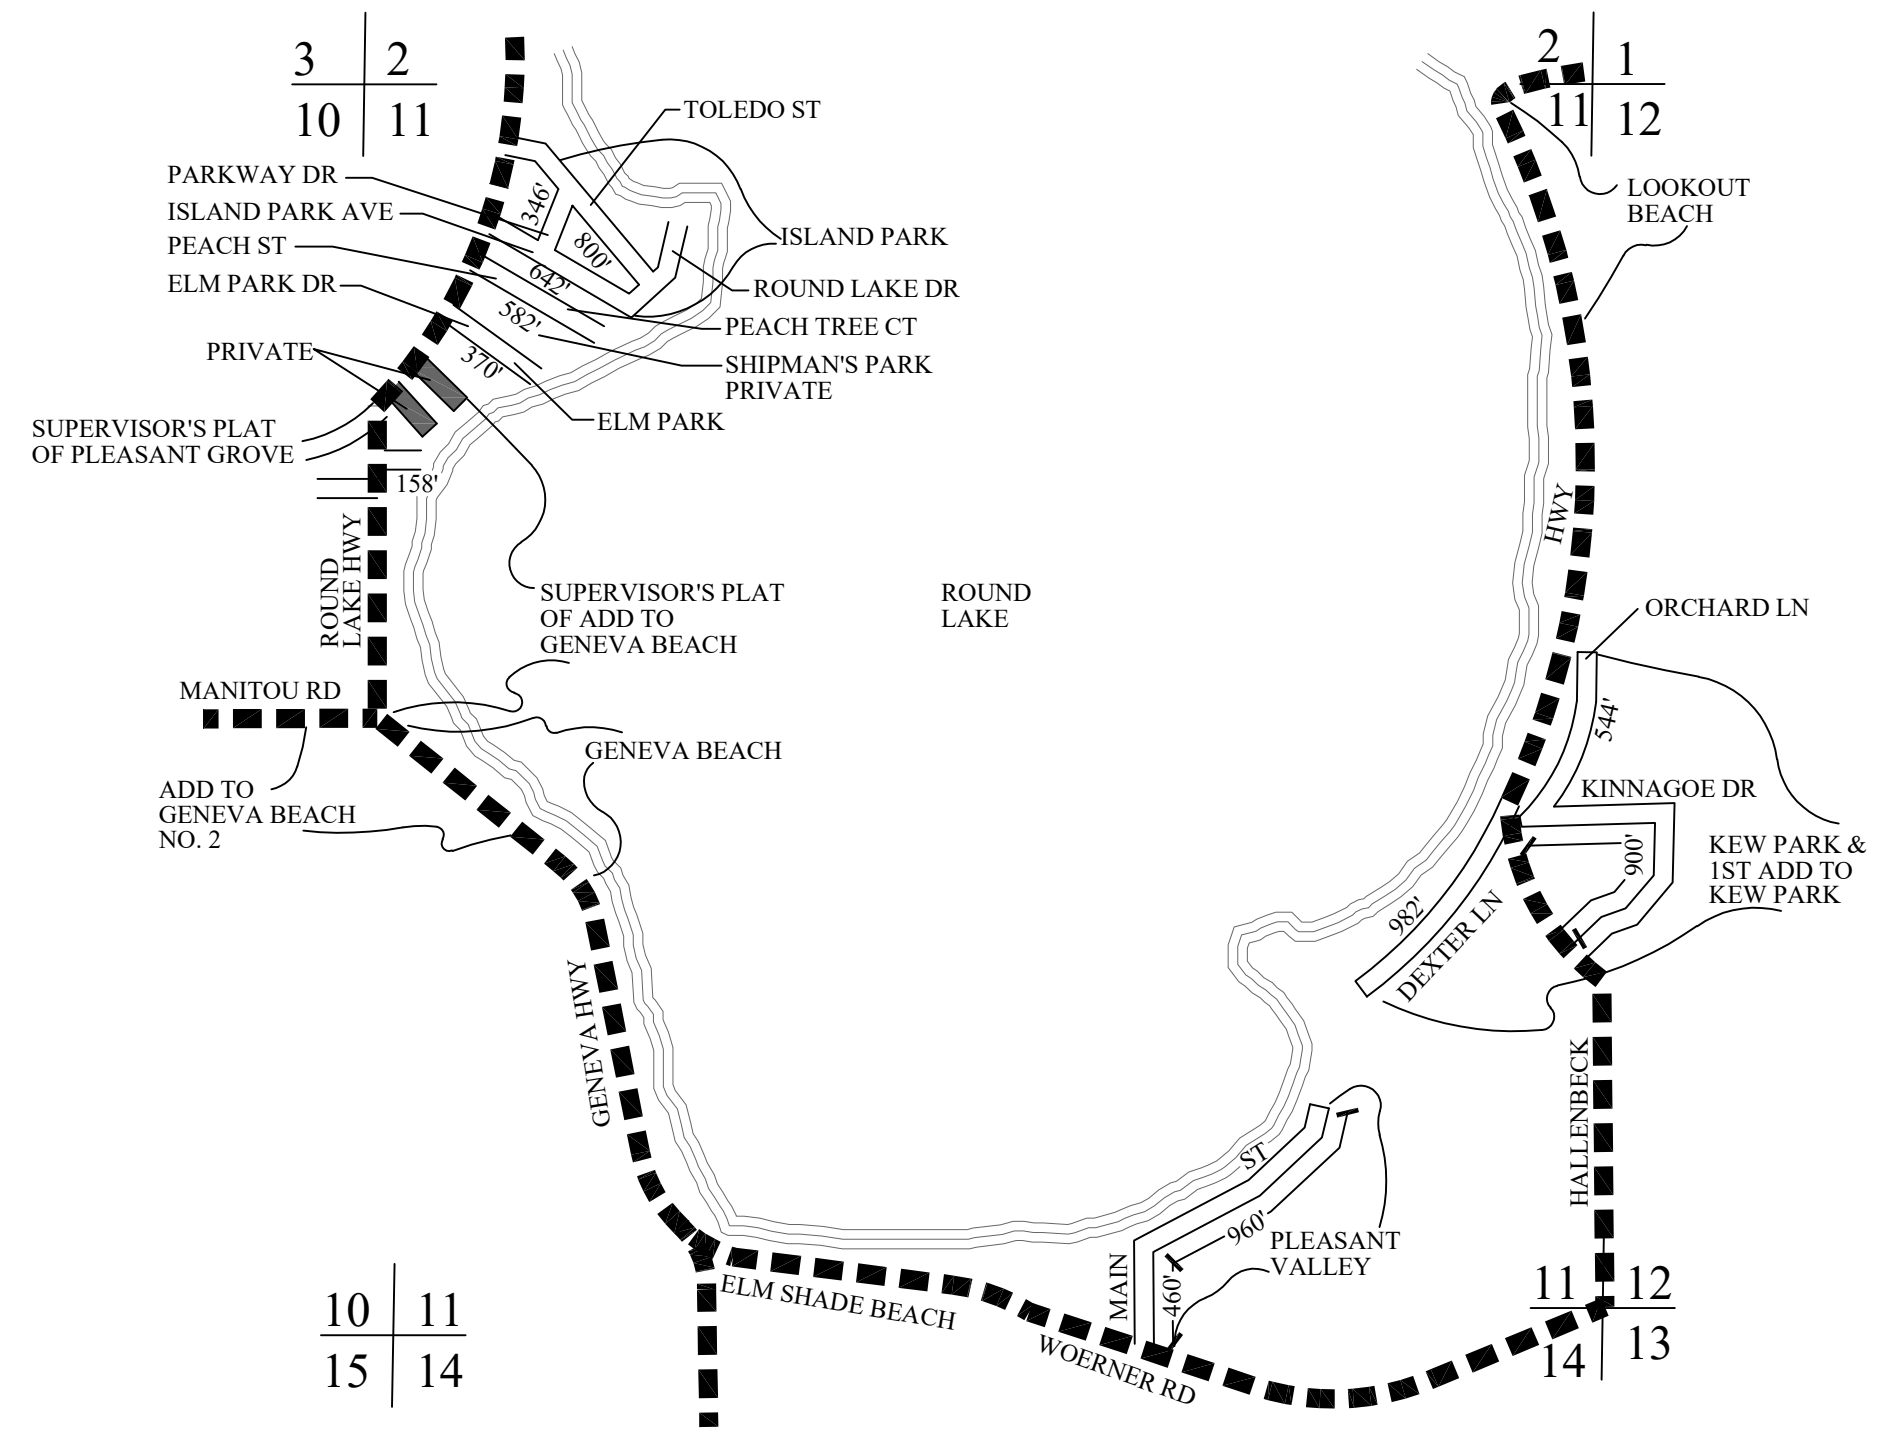 3 2
10 11
2 1
11 12
TOLEDO ST
PARKWAY DR
346'
ISLAND PARK AVE
800'
ISLAND PARK
PEACH ST
642'
ELM PARK DR
ROUND LAKE DR
582'
PEACH TREE CT
PRIVATE
370'
SHIPMAN'S PARK
PRIVATE
ELM PARK
SUPERVISOR'S PLAT
OF PLEASANT GROVE
158'
LOOKOUT
BEACH
HWY
ROUND
LAKE HWY
SUPERVISOR'S PLAT
OF ADD TO
GENEVA BEACH
ROUND
LAKE
ORCHARD LN
544'
MANITOU RD
GENEVA BEACH
ADD TO
GENEVA BEACH
NO. 2
KINNAGOE DR
900'
KEW PARK &
1ST ADD TO
KEW PARK
982'
DEXTER LN
GENEVA HWY
HALLENBECK
ST
960'
PLEASANT
VALLEY
MAIN
460'
ELM SHADE BEACH
WOERNER RD
10 11
15 14
11 12
14 13